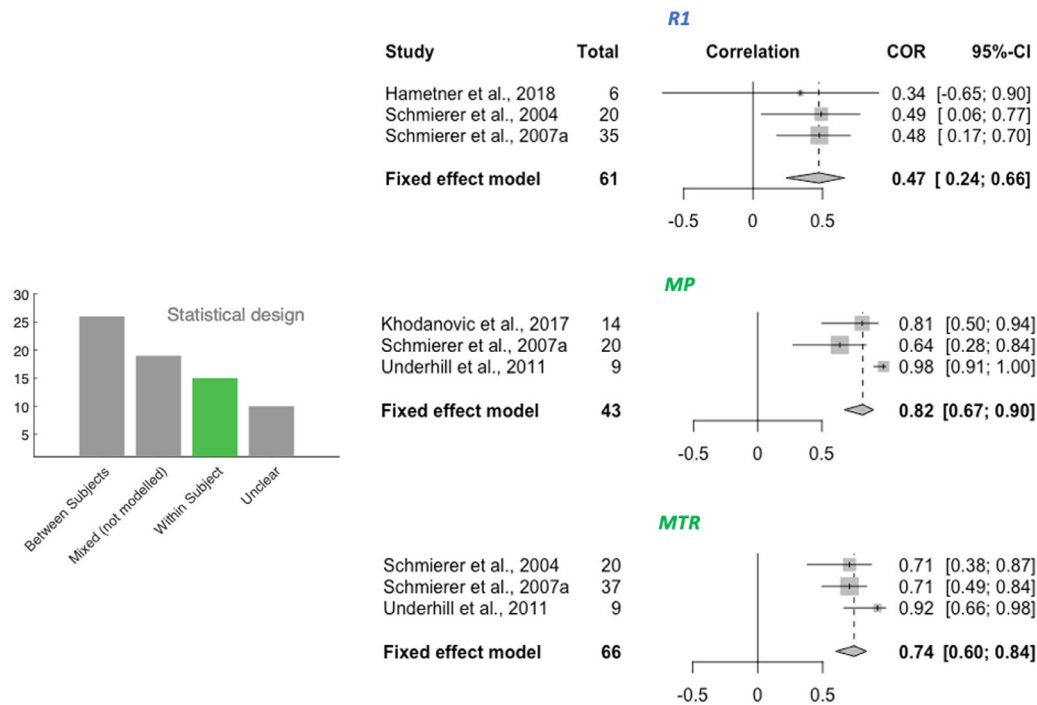 R1
Study Total Correlation COR 95%-CI
Hametner et al., 2018 6 0.34 [-0.65; 0.90]
Schmierer et al., 2004 20 0.49 [ 0.06; 0.77]
Schmierer et al., 2007a 35 0.48 [ 0.17; 0.70]
Fixed effect model 61 0.47 [ 0.24; 0.66]
-0.5 0 0.5
MP
Khodanovic et al., 2017 14 0.81 [0.50; 0.94]
Schmierer et al., 2007a 20 0.64 [0.28; 0.84]
Underhill et al., 2011 9 0.98 [0.91; 1.00]
Fixed effect model 43 0.82 [0.67; 0.90]
-0.5 0 0.5
MTR
Schmierer et al., 2004 20 0.71 [0.38; 0.87]
Schmierer et al., 2007a 37 0.71 [0.49; 0.84]
Underhill et al., 2011 9 0.92 [0.66; 0.98]
Fixed effect model 66 0.74 [0.60; 0.84]
-0.5 0 0.5
Statistical design
30
25
20
15
10
5
Between Subjects
Mixed (not modelled)
Within Subject
Unclear